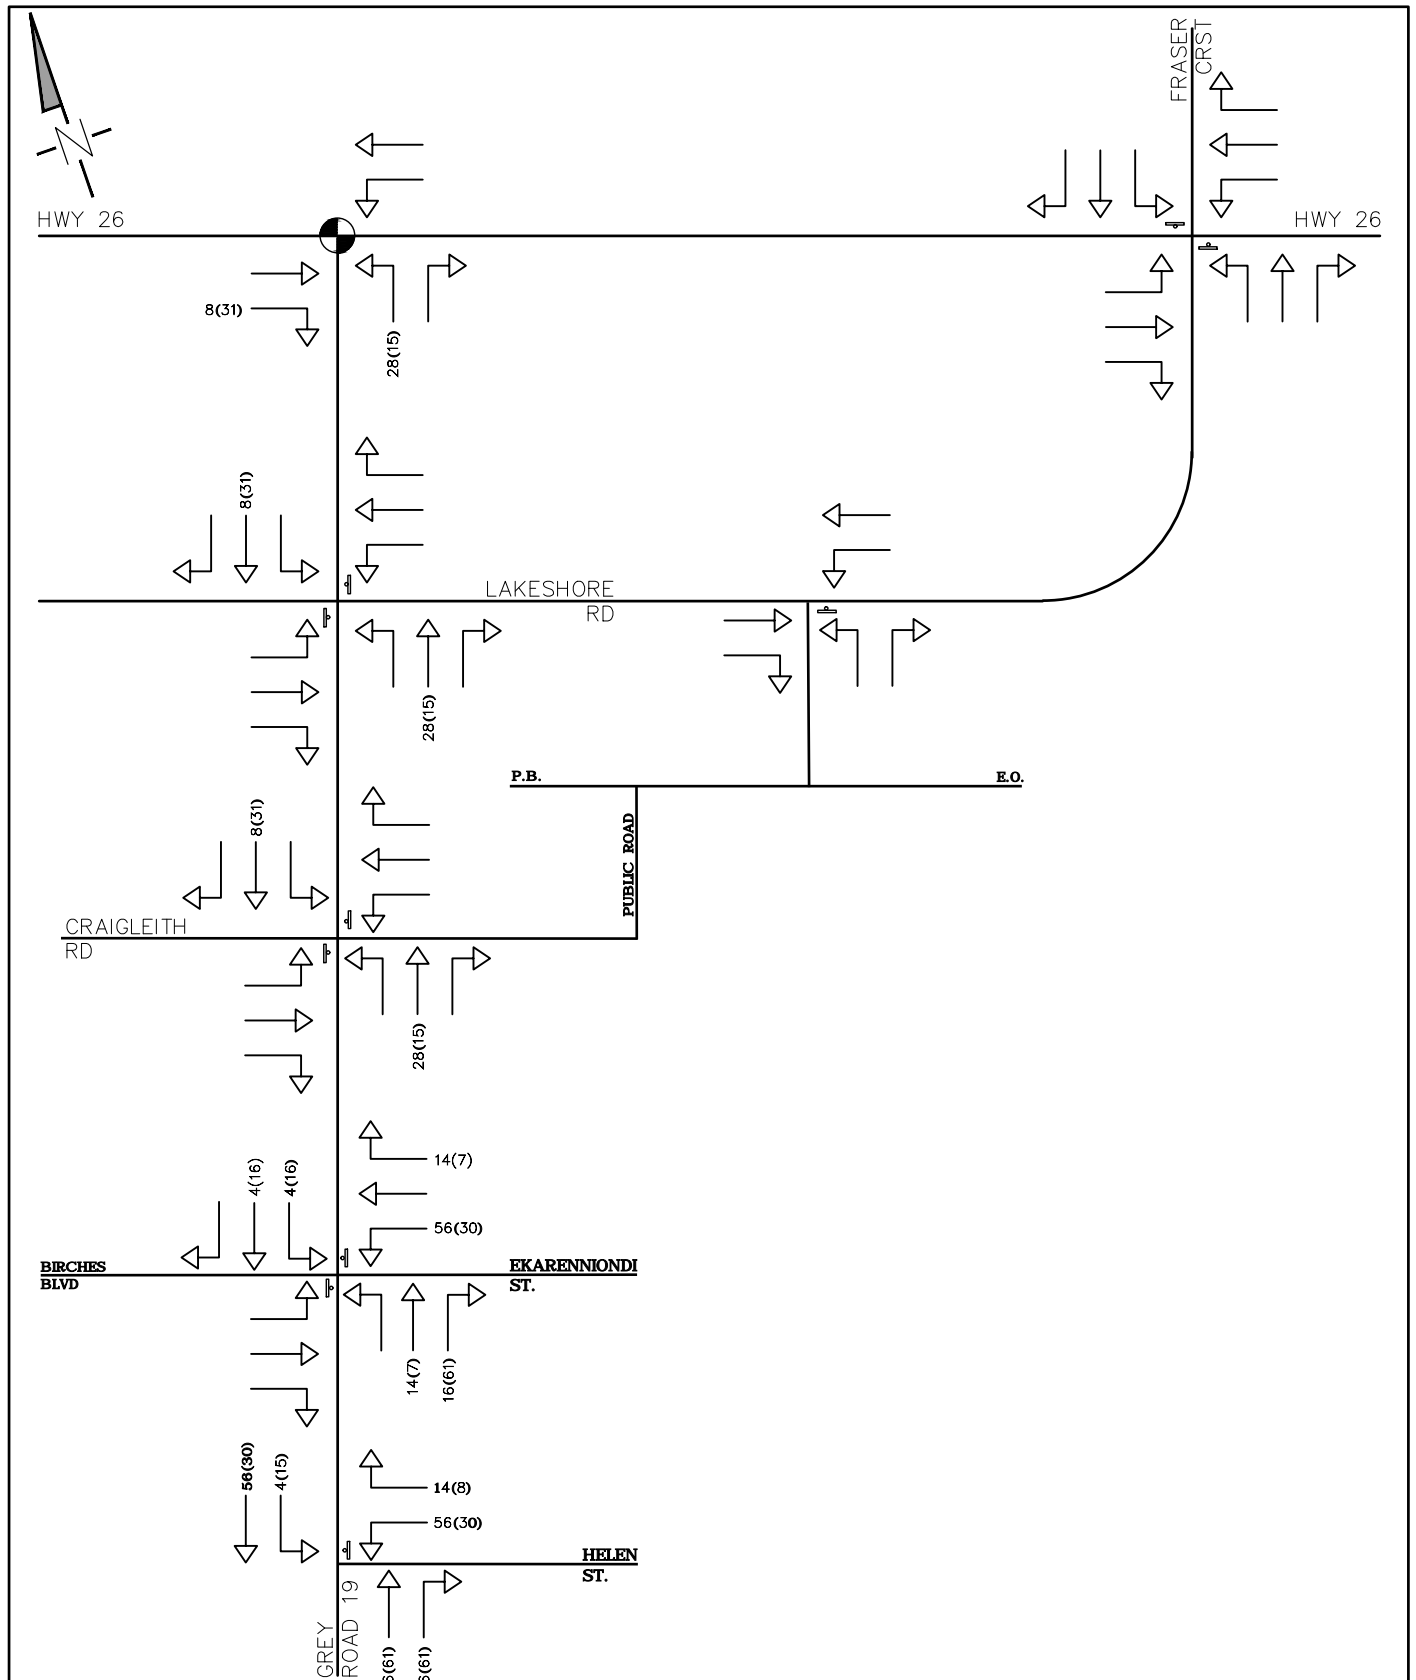 FRASER
CRST
N
HWY 26
HWY 26
8(31)
28(15)
8(31)
LAKESHORE
RD
28(15)
P.B.
E.O.
8(31)
PUBLIC ROAD
CRAIGLEITH
RD
28(15)
14(7)
4(16)
4(16)
56(30)
BIRCHES
BLVD
EKARENNIONDI
ST.
14(7)
16(61)
56(30)
4(15)
14(8)
56(30)
HELEN
ST.
GREY
ROAD 19